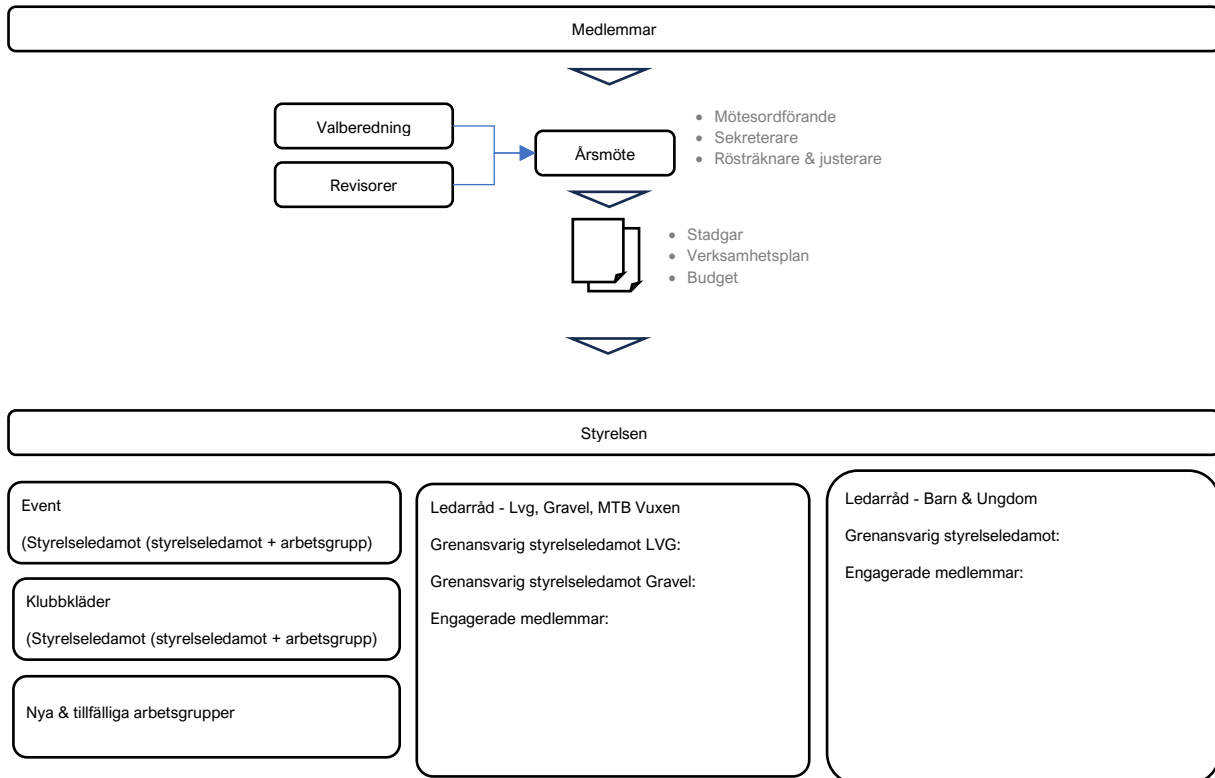 Medlemmar
Valberedning
Revisorer
Årsmöte
• Mötesordförande
• Sekreterare
• Rösträknare & justerare
• Stadgar
• Verksamhetsplan
• Budget
Styrelsen
Event
(Styrelseledamot (styrelseledamot + arbetsgrupp)
Klubbkläder
(Styrelseledamot (styrelseledamot + arbetsgrupp)
Nya & tillfälliga arbetsgrupper
Ledarråd - Lvg, Gravel, MTB Vuxen
Grenansvarig styrelseledamot LVG:
Grenansvarig styrelseledamot Gravel:
Engagerade medlemmar:
Ledarråd - Barn & Ungdom
Grenansvarig styrelseledamot:
Engagerade medlemmar: